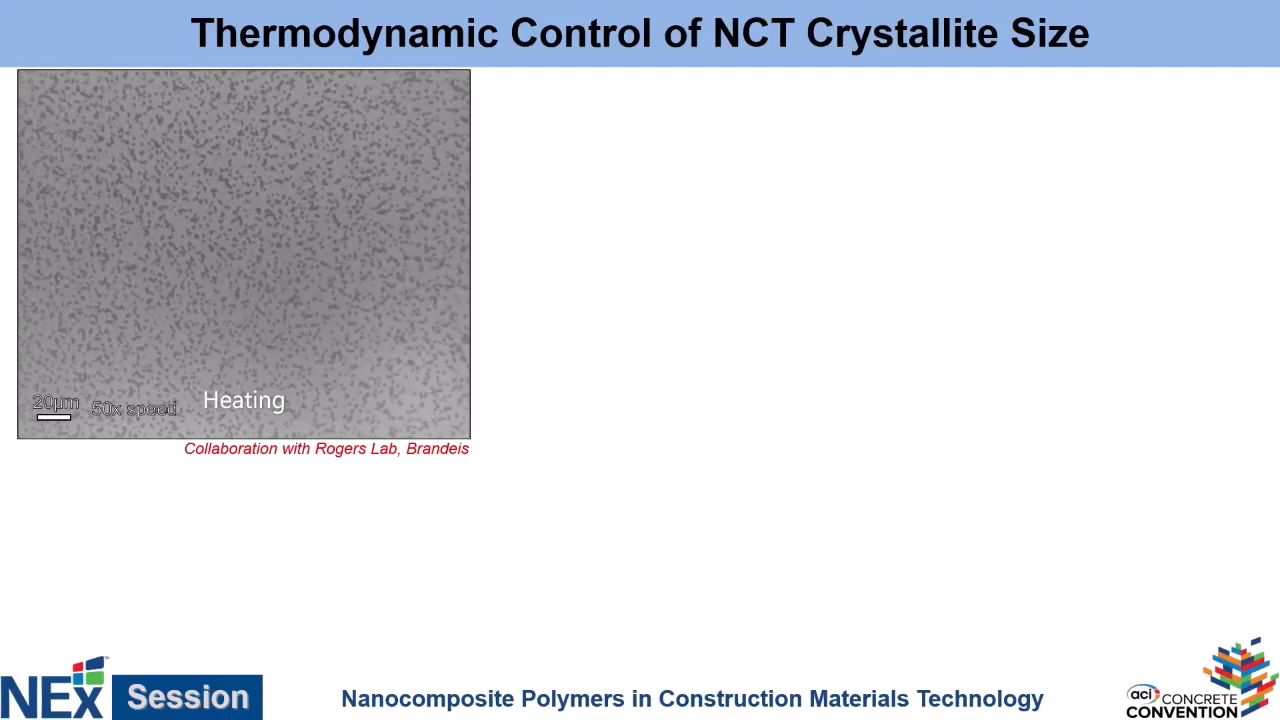 Thermodynamic Control of NCT Crystallite Size
20μm
50x speed
Heating
Collaboration with Rogers Lab, Brandeis
NEx Session
Nanocomposite Polymers in Construction Materials Technology
aci CONCRETE
CONVENTION